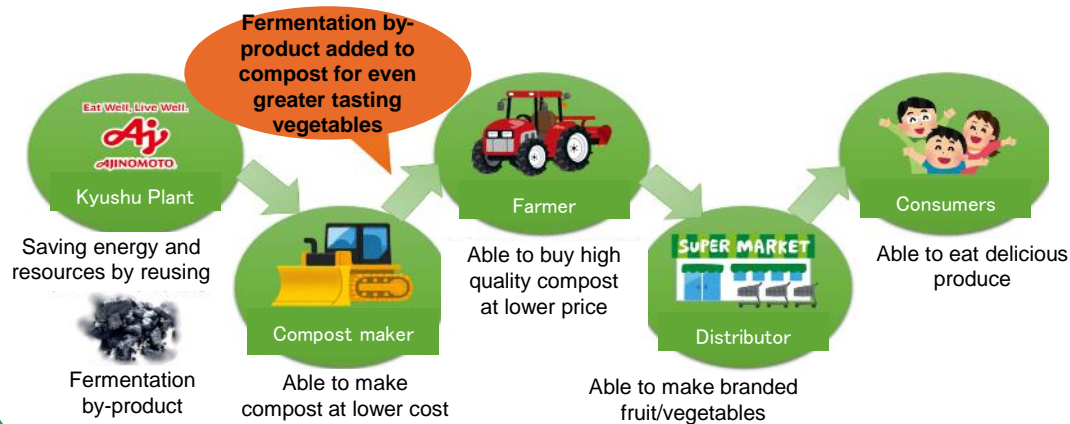 Fermentation by-
product added to
compost for even
greater tasting
vegetables
Eat Well, Live Well.
Aj
AJINOMOTO
Kyushu Plant
Saving energy and
resources by reusing
Fermentation
by-product
Compost maker
Able to make
compost at lower cost
Farmer
Able to buy high
quality compost
at lower price
SUPER MARKET
Distributor
Able to make branded
fruit/vegetables
Consumers
Able to eat delicious
produce